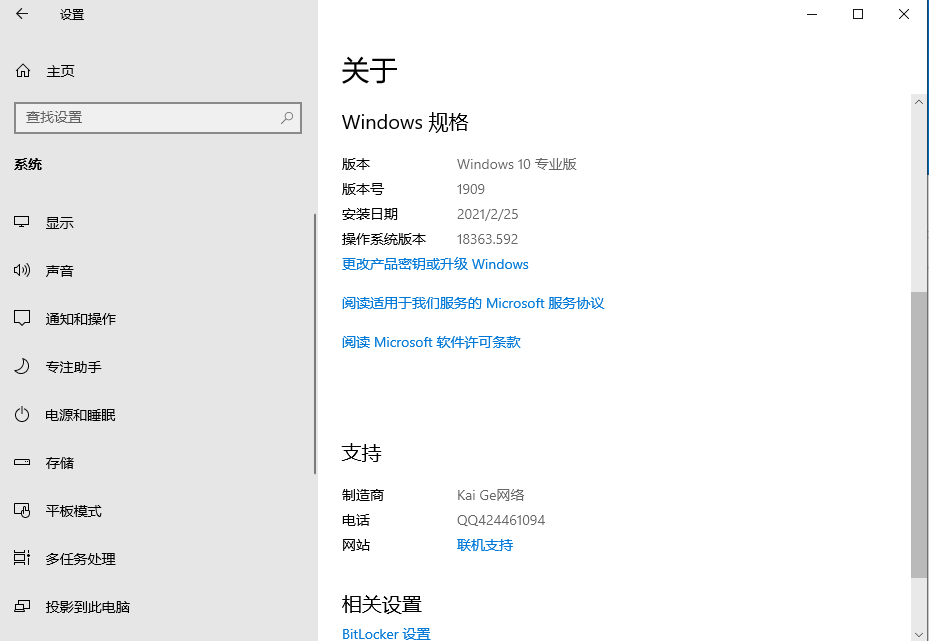 设置
主页
查找设置
系统
显示
声音
通知和操作
专注助手
电源和睡眠
存储
平板模式
多任务处理
投影到此电脑
关于
Windows 规格
版本 Windows 10 专业版
版本号 1909
安装日期 2021/2/25
操作系统版本 18363.592
更改产品密钥或升级 Windows
阅读适用于我们服务的 Microsoft 服务协议
阅读 Microsoft 软件许可条款
支持
制造商 Kai Ge网络
电话 QQ424461094
网站 联机支持
相关设置
BitLocker 设置